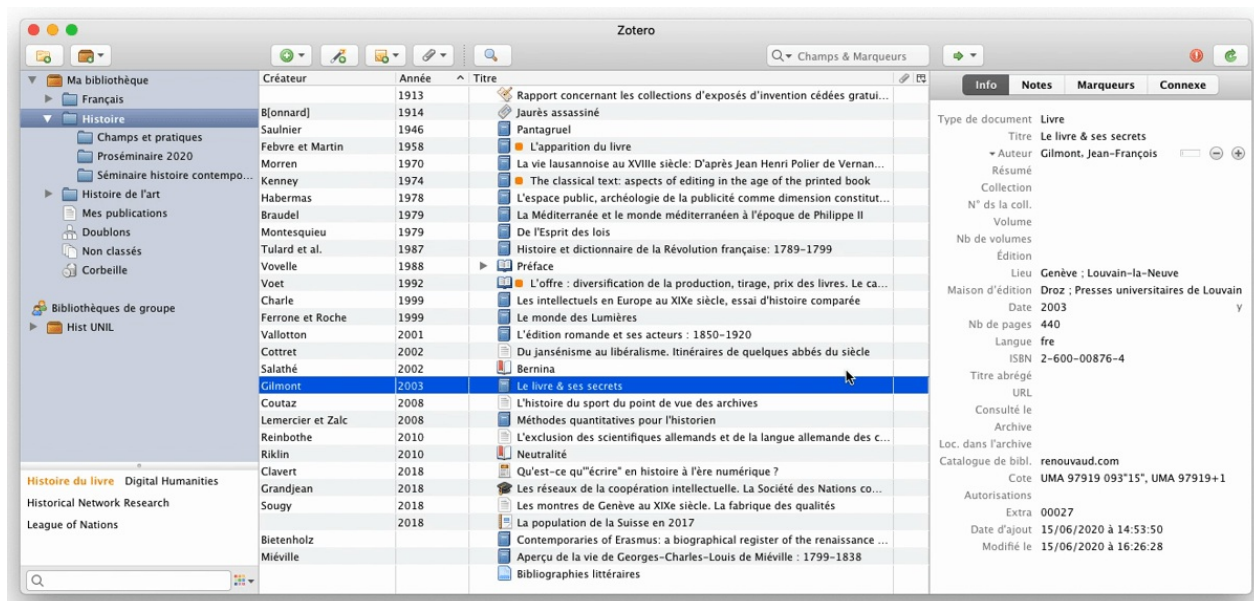 Zotero
Champs & Marqueurs
Ma bibliothèque
Français
Histoire
Champs et pratiques
Proséminaire 2020
Séminaire histoire contempo...
Histoire de l'art
Mes publications
Doublons
Non classés
Corbeille
Bibliothèques de groupe
Hist UNIL
Histoire du livre Digital Humanities
Historical Network Research
League of Nations
Créateur Année Titre
1913 Rapport concernant les collections d'exposés d'invention cédées gratui...
B[onnard] 1914 Jaurès assassiné
Saulnier 1946 Pantagruel
Febvre et Martin 1958 L'apparition du livre
Morren 1970 La vie lausannoise au XVIIIe siècle: D'après Jean Henri Polier de Vernan...
Kenney 1974 The classical text: aspects of editing in the age of the printed book
Habermas 1978 L'espace public, archéologie de la publicité comme dimension constitut...
Braudel 1979 La Méditerranée et le monde méditerranéen à l'époque de Philippe II
Montesquieu 1979 De l'Esprit des lois
Tulard et al. 1987 Histoire et dictionnaire de la Révolution française: 1789-1799
Vovelle 1988 Préface
Voet 1992 L'offre : diversification de la production, tirage, prix des livres. Le ca...
Charle 1999 Les intellectuels en Europe au XIXe siècle, essai d'histoire comparée
Ferrone et Roche 1999 Le monde des Lumières
Vallotton 2001 L'édition romande et ses acteurs : 1850-1920
Cottret 2002 Du jansénisme au libéralisme. Itinéraires de quelques abbés du siècle
Salathé 2002 Bernina
Gilmont 2003 Le livre & ses secrets
Coutaz 2008 L'histoire du sport du point de vue des archives
Lemercier et Zalc 2008 Méthodes quantitatives pour l'historien
Reinbothe 2010 L'exclusion des scientifiques allemands et de la langue allemande des c...
Riklin 2010 Neutralité
Clavert 2018 Qu'est-ce qu'"écrire" en histoire à l'ère numérique ?
Grandjean 2018 Les réseaux de la coopération intellectuelle. La Société des Nations co...
Sougy 2018 Les montres de Genève au XIXe siècle. La fabrique des qualités
2018 La population de la Suisse en 2017
Bietenholz Contemporaries of Erasmus: a biographical register of the renaissance ...
Miéville Aperçu de la vie de Georges-Charles-Louis de Miéville : 1799-1838
Bibliographies littéraires
Info Notes Marqueurs Connexe
Type de document Livre
Titre Le livre & ses secrets
Auteur Gilmont, Jean-François
Résumé
Collection
N° ds la coll.
Volume
Nb de volumes
Édition
Lieu Genève ; Louvain-la-Neuve
Maison d'édition Droz ; Presses universitaires de Louvain
Date 2003 y
Nb de pages 440
Langue fre
ISBN 2-600-00876-4
Titre abrégé
URL
Consulté le
Archive
Loc. dans l'archive
Catalogue de bibl. renouvaud.com
Cote UMA 97919 093"15", UMA 97919+1
Autorisations
Extra 00027
Date d'ajout 15/06/2020 à 14:53:50
Modifié le 15/06/2020 à 16:26:28